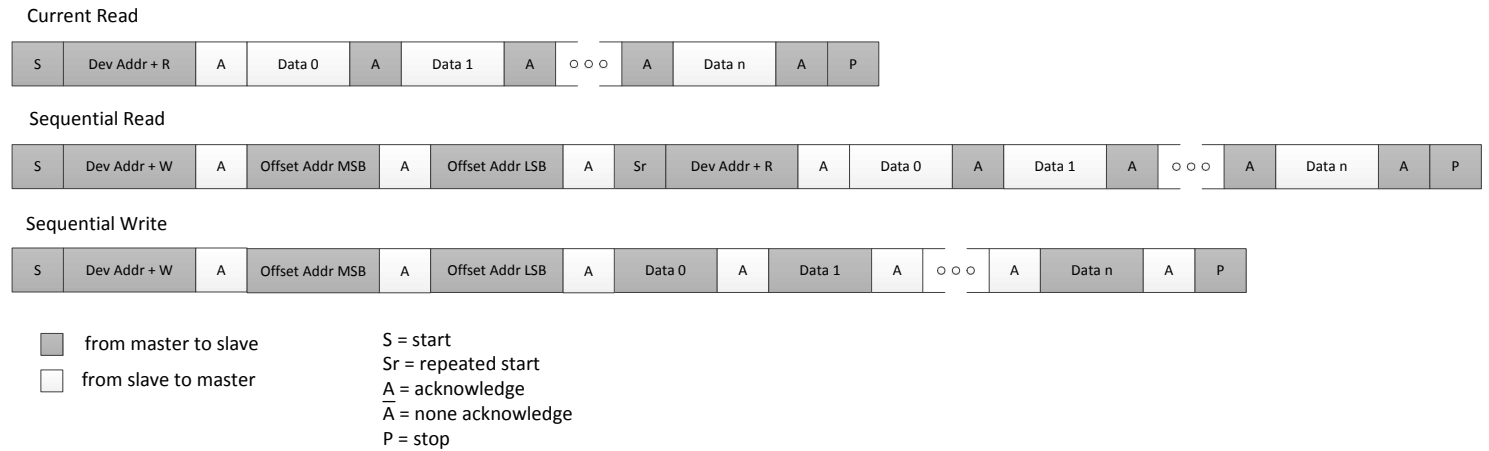 Current Read
S Dev Addr + R A Data 0 A Data 1 A ○ ○ ○ A Data n A P
Sequential Read
S Dev Addr + W A Offset Addr MSB A Offset Addr LSB A Sr Dev Addr + R A Data 0 A Data 1 A ○ ○ ○ A Data n A P
Sequential Write
S Dev Addr + W A Offset Addr MSB A Offset Addr LSB A Data 0 A Data 1 A ○ ○ ○ A Data n A P
from master to slave
from slave to master
S = start
Sr = repeated start
A = acknowledge
A̅ = none acknowledge
P = stop